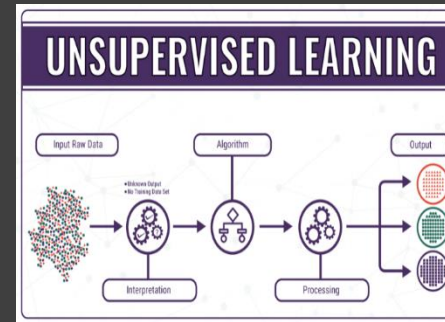 UNSUPERVISED LEARNING
Input Raw Data
Algorithm
Output
• Unknown Output
• No Training Data Set
Interpretation
Processing